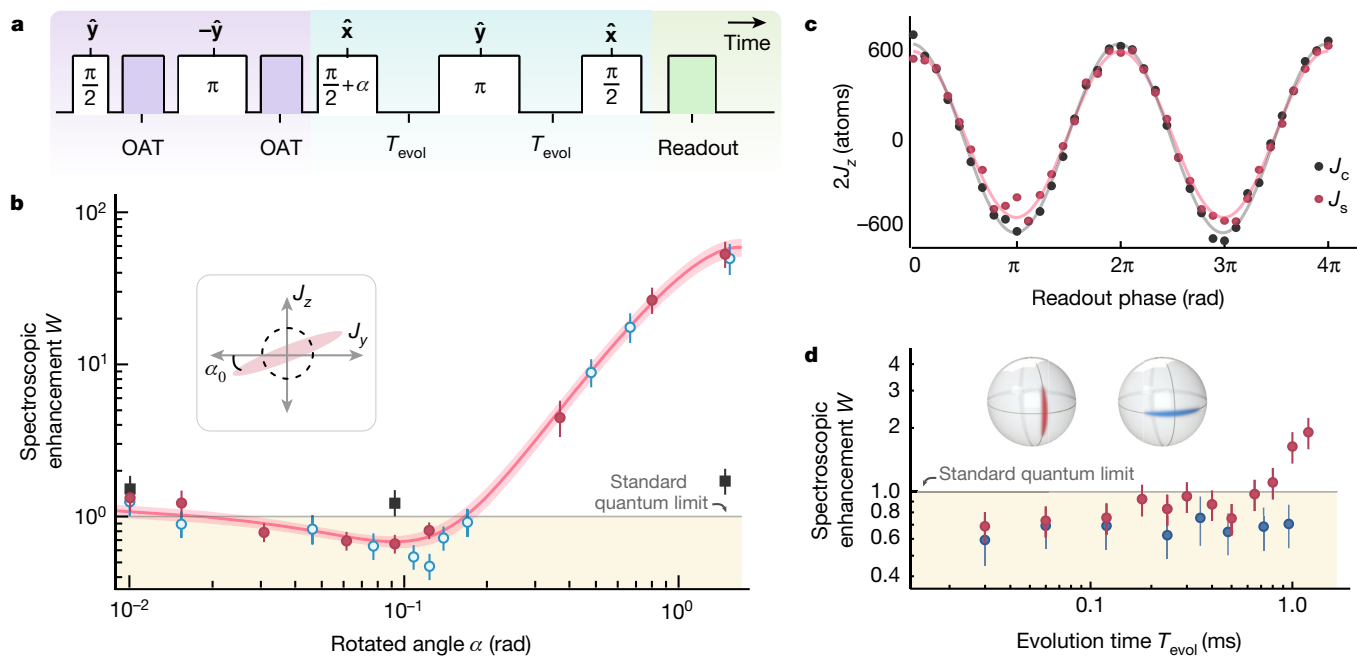 a
ŷ −ŷ x̂ ŷ x̂ Time
π/2 π π/2 + α π π/2
OAT OAT T_evol T_evol Readout
b
Spectroscopic enhancement W
10² 10¹ 10⁰
J_z
J_y
α₀
Standard
quantum limit
10⁻² 10⁻¹ 10⁰
Rotated angle α (rad)
c
2J_z (atoms)
600
0
−600
J_c
J_s
0 π 2π 3π 4π
Readout phase (rad)
d
Spectroscopic enhancement W
4
3
2
1.0
0.8
0.6
0.4
Standard quantum limit
0.1 1.0
Evolution time T_evol (ms)